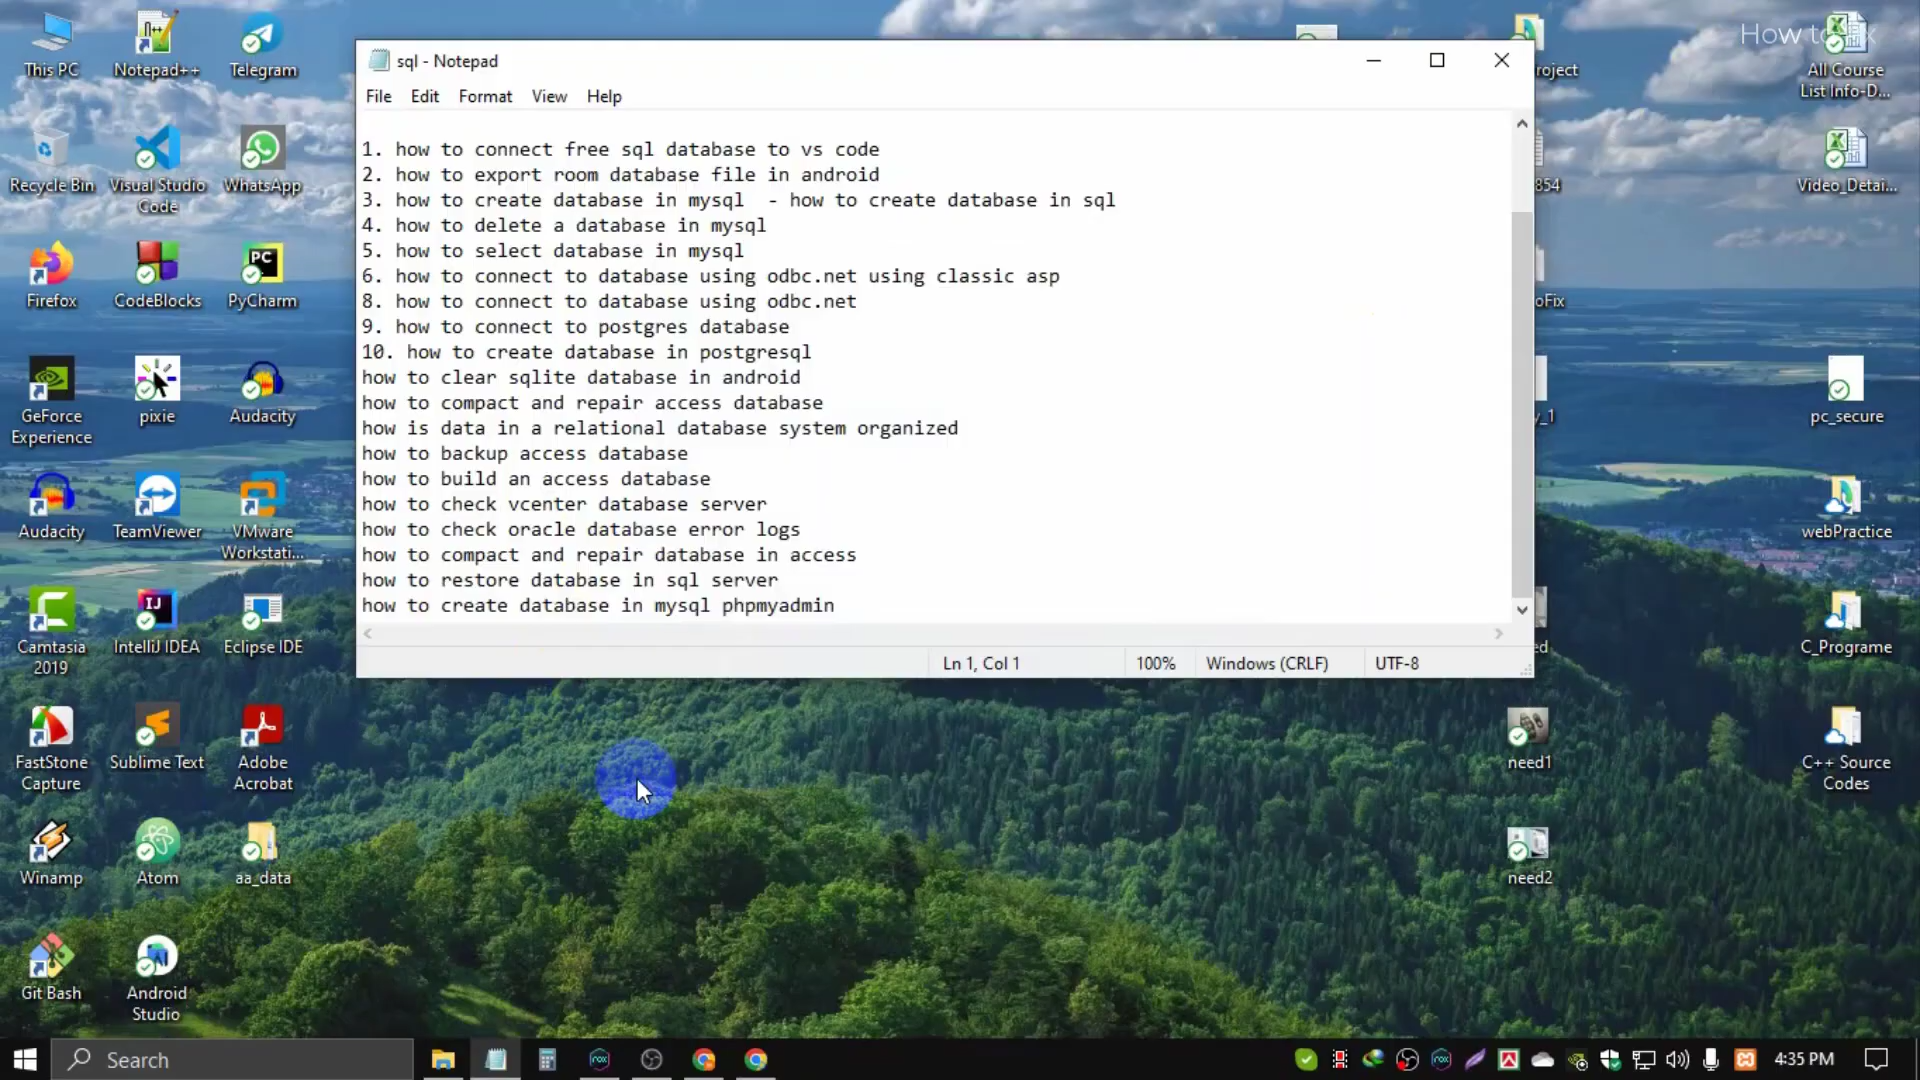 How to
All Course
List Info-D...
This PC
Notepad++
Telegram
sql - Notepad
File Edit Format View Help
1. how to connect free sql database to vs code
2. how to export room database file in android
3. how to create database in mysql  - how to create database in sql
4. how to delete a database in mysql
5. how to select database in mysql
6. how to connect to database using odbc.net using classic asp
8. how to connect to database using odbc.net
9. how to connect to postgres database
10. how to create database in postgresql
how to clear sqlite database in android
how to compact and repair access database
how is data in a relational database system organized
how to backup access database
how to build an access database
how to check vcenter database server
how to check oracle database error logs
how to compact and repair database in access
how to restore database in sql server
how to create database in mysql phpmyadmin
Ln 1, Col 1
100%
Windows (CRLF)
UTF-8
Recycle Bin
Visual Studio
Code
WhatsApp
Firefox
CodeBlocks
PyCharm
GeForce
Experience
pixie
Audacity
Audacity
TeamViewer
VMware
Workstati...
Camtasia
2019
IntelliJ IDEA
Eclipse IDE
FastStone
Capture
Sublime Text
Adobe
Acrobat
Winamp
Atom
aa_data
Git Bash
Android
Studio
roject
854
Video_Detai...
oFix
y_1
pc_secure
webPractice
ed
C_Programe
need1
C++ Source
Codes
need2
Search
4:35 PM